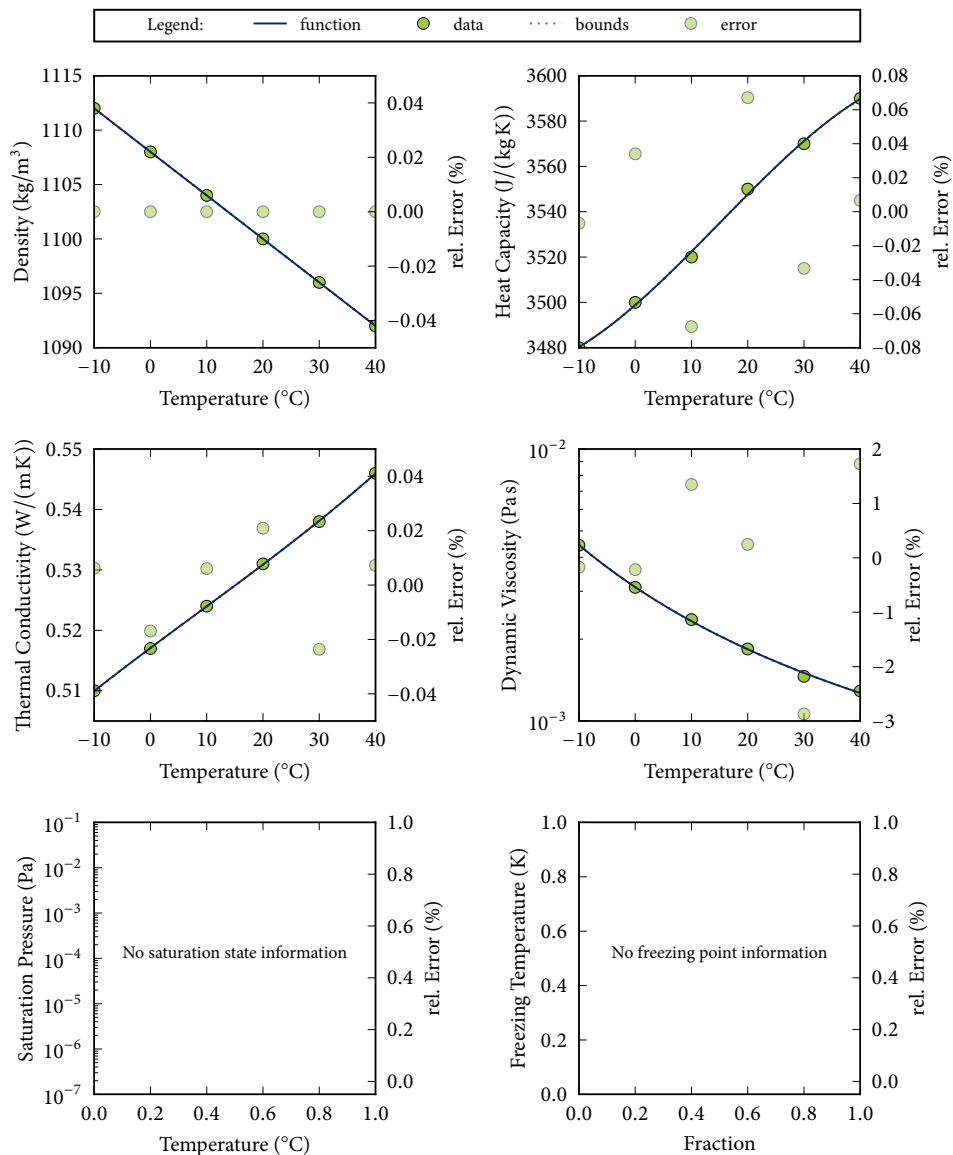 Legend: function data bounds error
Density (kg/m³)
1115
1110
1105
1100
1095
1090
−10 0 10 20 30 40
Temperature (°C)
0.04
0.02
0.00
−0.02
−0.04
rel. Error (%)
Heat Capacity (J/(kg K))
3600
3580
3560
3540
3520
3500
3480
−10 0 10 20 30 40
Temperature (°C)
0.08
0.06
0.04
0.02
0.00
−0.02
−0.04
−0.06
−0.08
rel. Error (%)
Thermal Conductivity (W/(m K))
0.55
0.54
0.53
0.52
0.51
−10 0 10 20 30 40
Temperature (°C)
0.04
0.02
0.00
−0.02
−0.04
rel. Error (%)
Dynamic Viscosity (Pa s)
10⁻²
10⁻³
−10 0 10 20 30 40
Temperature (°C)
2
1
0
−1
−2
−3
rel. Error (%)
Saturation Pressure (Pa)
10⁻¹
10⁻²
10⁻³
10⁻⁴
10⁻⁵
10⁻⁶
10⁻⁷
No saturation state information
0.0 0.2 0.4 0.6 0.8 1.0
Temperature (°C)
1.0
0.8
0.6
0.4
0.2
0.0
rel. Error (%)
Freezing Temperature (K)
1.0
0.8
0.6
0.4
0.2
0.0
No freezing point information
0.0 0.2 0.4 0.6 0.8 1.0
Fraction
1.0
0.8
0.6
0.4
0.2
0.0
rel. Error (%)